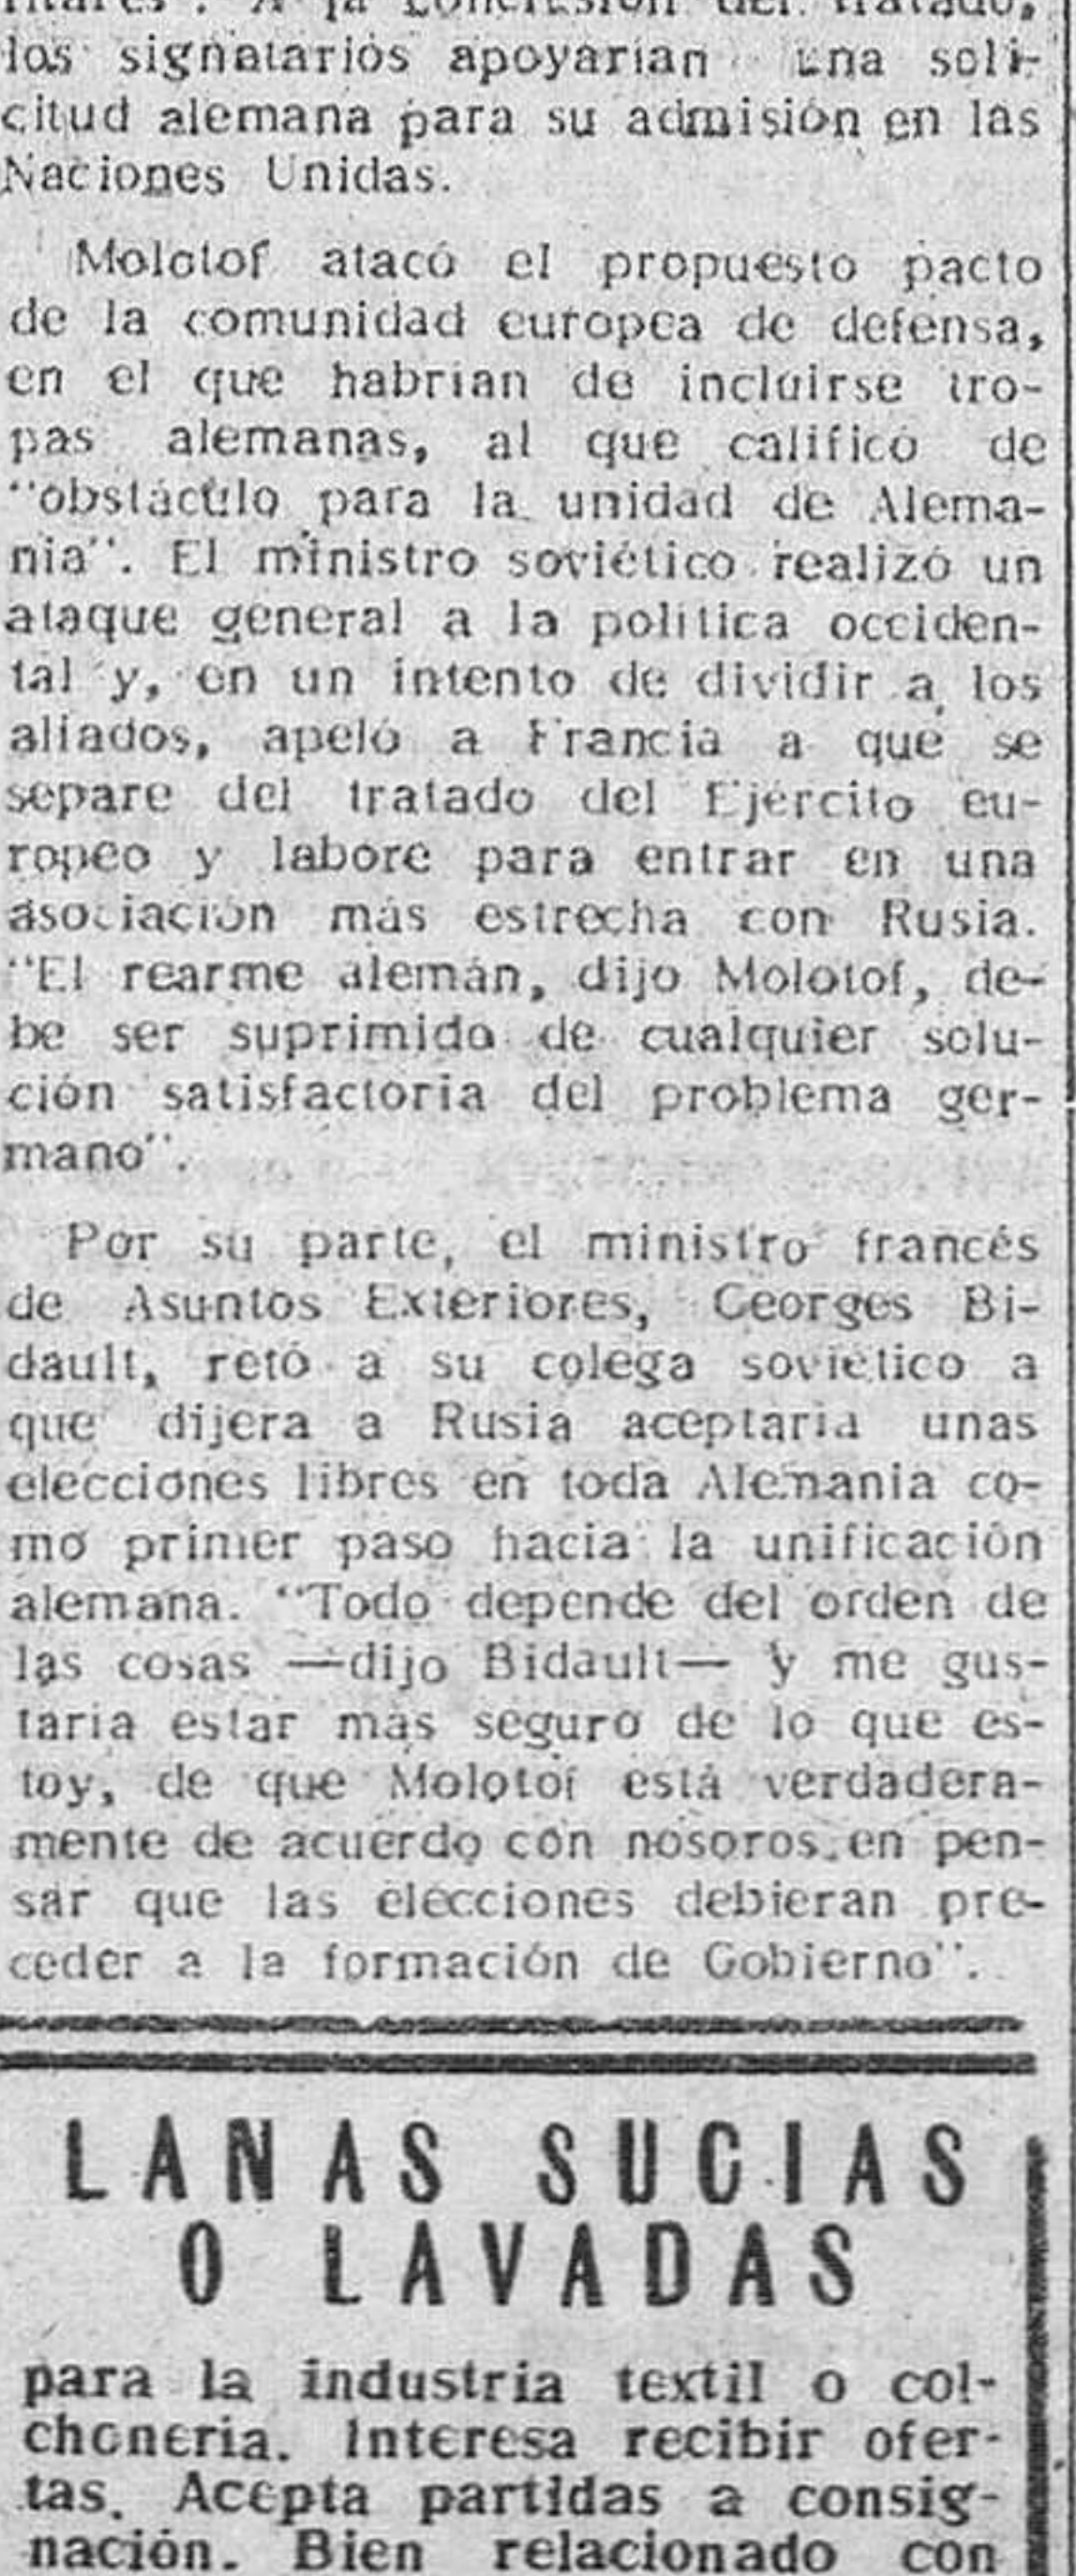 A la conclusión del tratado,
los signatarios apoyarían una soli-
citud alemana para su admisión en las
Naciones Unidas.
Molotof atacó el propuesto pacto
de la comunidad europea de defensa,
en el que habrían de incluirse tro-
pas alemanas, al que calificó de
"obstáculo para la unidad de Alema-
nia". El ministro soviético realizó un
ataque general a la política occiden-
tal y, en un intento de dividir a los
aliados, apeló a Francia a que se
separe del tratado del Ejército eu-
ropeo y labore para entrar en una
asociación más estrecha con Rusia.
"El rearme alemán, dijo Molotof, de-
be ser suprimido de cualquier solu-
ción satisfactoria del problema ger-
mano".
Por su parte, el ministro francés
de Asuntos Exteriores, Georges Bi-
dault, retó a su colega soviético a
que dijera a Rusia aceptaría unas
elecciones libres en toda Alemania co-
mo primer paso hacia la unificación
alemana. "Todo depende del orden de
las cosas —dijo Bidault— y me gus-
taría estar más seguro de lo que es-
toy, de que Molotof está verdadera-
mente de acuerdo con nosoros en pen-
sar que las elecciones debieran pre-
ceder a la formación de Gobierno".
LANAS SUCIAS
O LAVADAS
para la industria textil o col-
chonería. Interesa recibir ofer-
tas. Acepta partidas a consig-
nación. Bien relacionado con